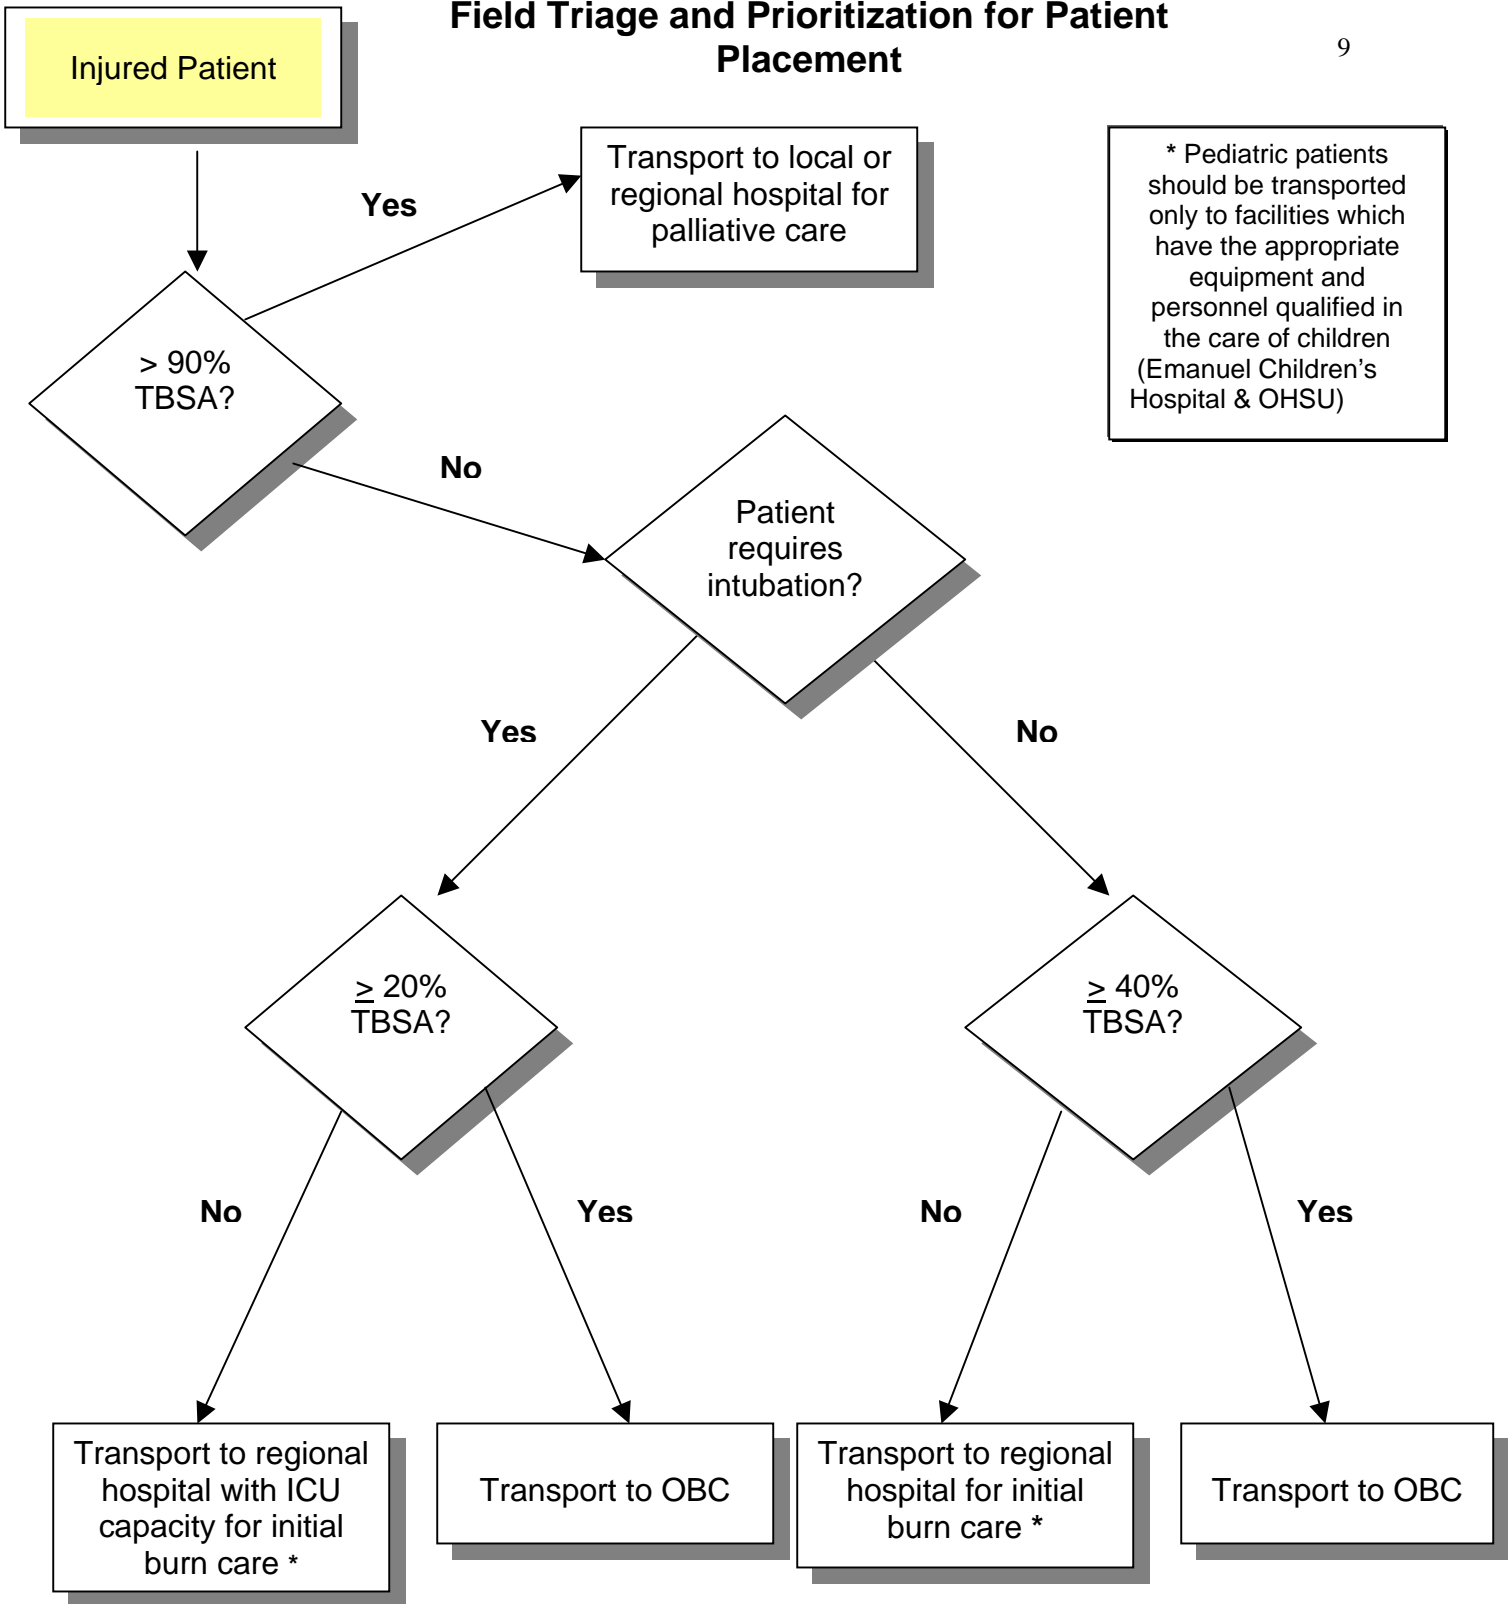 Field Triage and Prioritization for Patient
Placement
9
Injured Patient
Transport to local or
regional hospital for
palliative care
* Pediatric patients
should be transported
only to facilities which
have the appropriate
equipment and
personnel qualified in
the care of children
(Emanuel Children’s
Hospital & OHSU)
Yes
> 90%
TBSA?
No
Patient
requires
intubation?
Yes
No
≥ 20%
TBSA?
≥ 40%
TBSA?
No
Yes
No
Yes
Transport to regional
hospital with ICU
capacity for initial
burn care *
Transport to OBC
Transport to regional
hospital for initial
burn care *
Transport to OBC